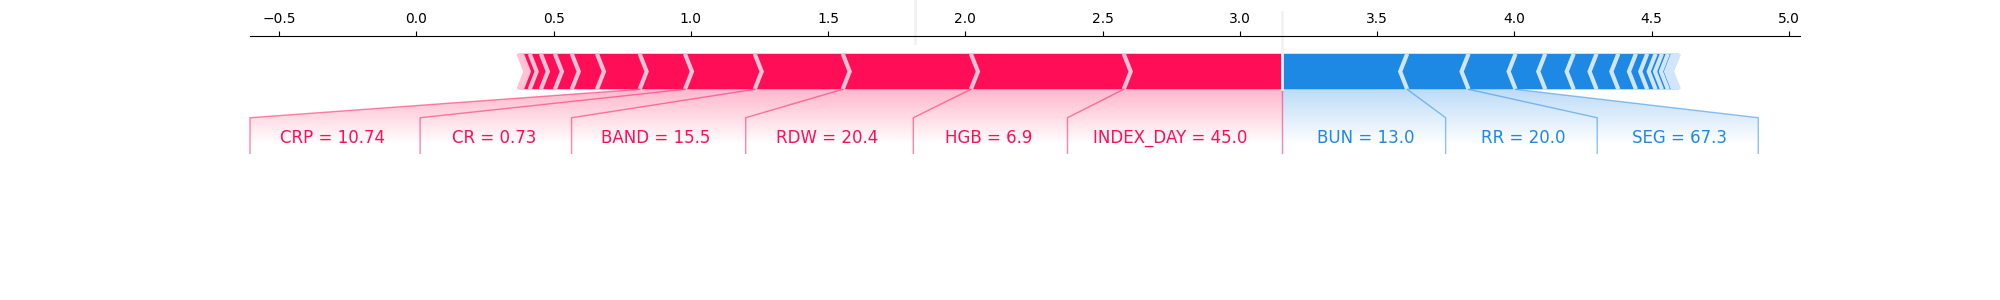 −0.5 0.0 0.5 1.0 1.5 2.0 2.5 3.0 3.5 4.0 4.5 5.0
CRP = 10.74 CR = 0.73 BAND = 15.5 RDW = 20.4 HGB = 6.9 INDEX_DAY = 45.0 BUN = 13.0 RR = 20.0 SEG = 67.3